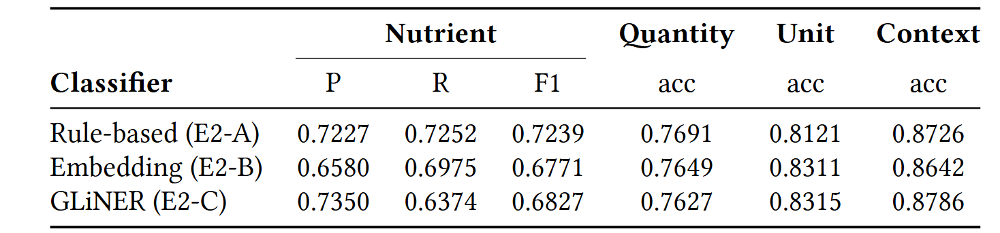 Nutrient Quantity Unit Context
Classifier P R F1 acc acc acc
Rule-based (E2-A) 0.7227 0.7252 0.7239 0.7691 0.8121 0.8726
Embedding (E2-B) 0.6580 0.6975 0.6771 0.7649 0.8311 0.8642
GLiNER (E2-C) 0.7350 0.6374 0.6827 0.7627 0.8315 0.8786